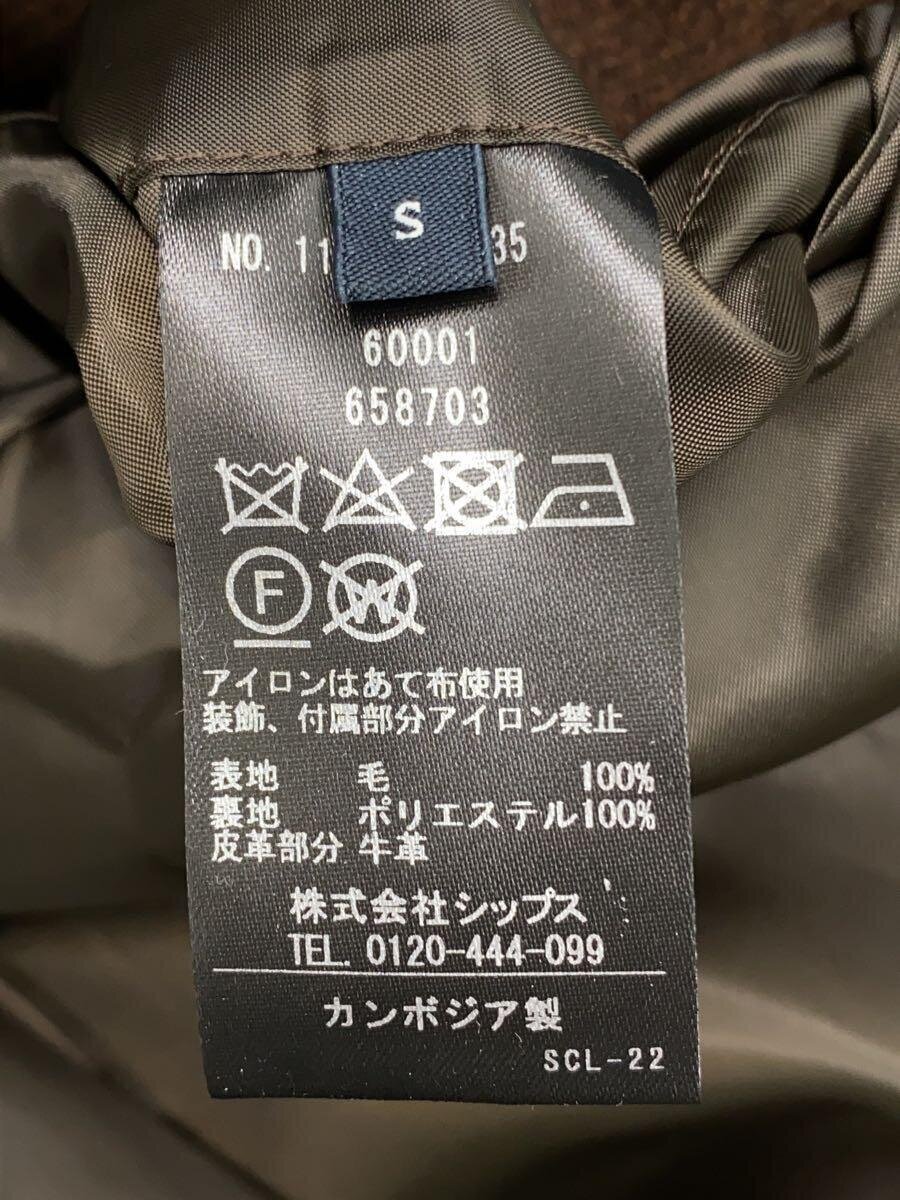 S
NO. 11 35
60001
658703
F
W
アイロンはあて布使用
装飾、付属部分アイロン禁止
表地 毛 100%
裏地 ポリエステル100%
皮革部分 牛革
株式会社シップス
TEL. 0120-444-099
カンボジア製
SCL-22